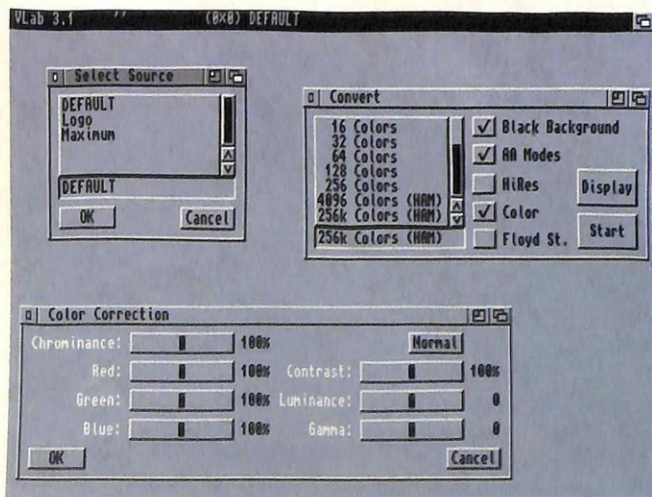 VLab 3.1 '' (0x0) DEFAULT
Select Source
DEFAULT
Logo
Maximum
DEFAULT
OK Cancel
Convert
16 Colors
32 Colors
64 Colors
128 Colors
256 Colors
4096 Colors (HAM)
256k Colors (HAM)
256k Colors (HAM)
Black Background
AA Modes
HiRes
Color
Floyd St.
Display
Start
Color Correction
Chrominance: 100% Normal
Red: 100% Contrast: 100%
Green: 100% Luminance: 0
Blue: 100% Gamma: 0
OK Cancel